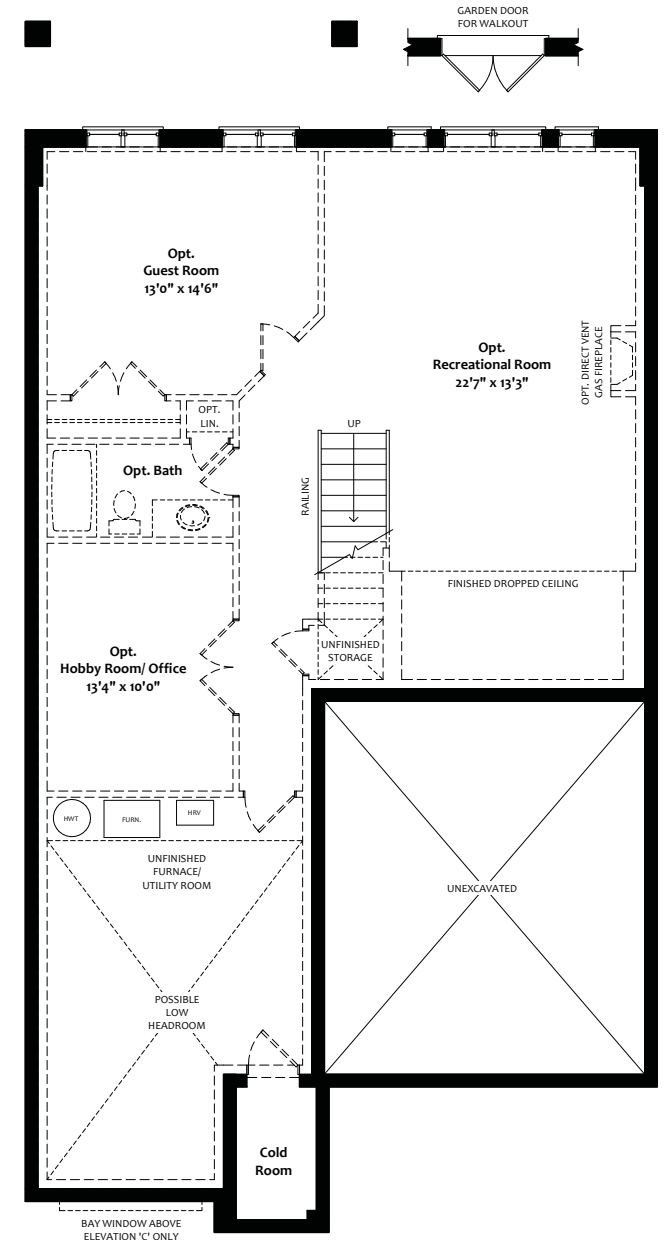 GARDEN DOOR
FOR WALKOUT
Opt.
Guest Room
13'0" x 14'6"
Opt.
Recreational Room
22'7" x 13'3"
OPT. DIRECT VENT
GAS FIREPLACE
OPT.
LIN.
UP
Opt. Bath
RAILING
FINISHED DROPPED CEILING
UNFINISHED
STORAGE
Opt.
Hobby Room/ Office
13'4" x 10'0"
HWT
FURN.
HRV
UNFINISHED
FURNACE/
UTILITY ROOM
UNEXCAVATED
POSSIBLE
LOW
HEADROOM
Cold
Room
BAY WINDOW ABOVE
ELEVATION 'C' ONLY